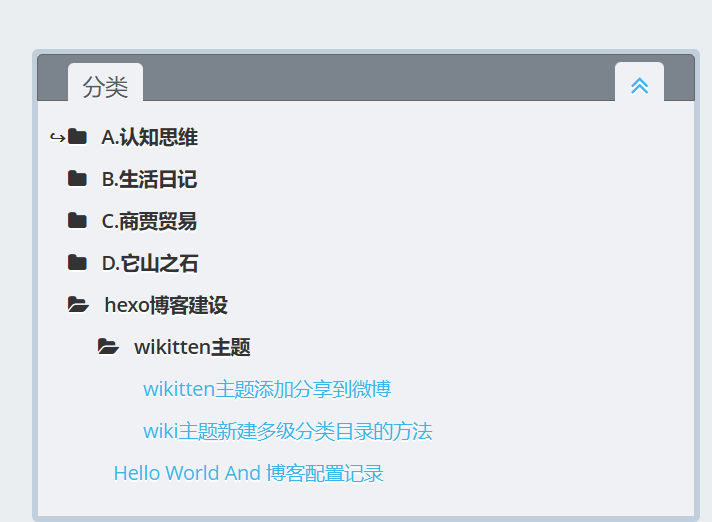 分类
A.认知思维
B.生活日记
C.商贾贸易
D.它山之石
hexo博客建设
wikitten主题
wikitten主题添加分享到微博
wiki主题新建多级分类目录的方法
Hello World And 博客配置记录